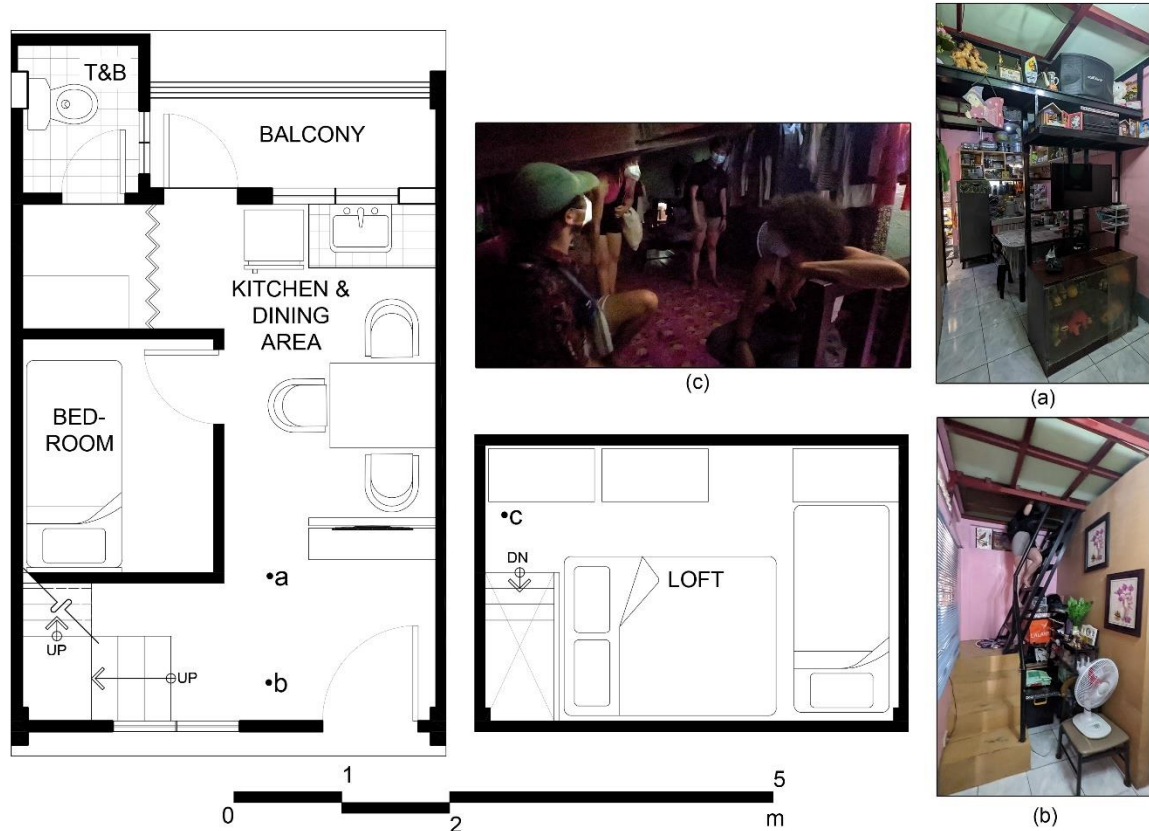 T&B
BALCONY
KITCHEN &
DINING
AREA
BED-
ROOM
•a
•b
UP
UP
(c)
•c
DN
LOFT
(a)
(b)
0
1
2
5
m